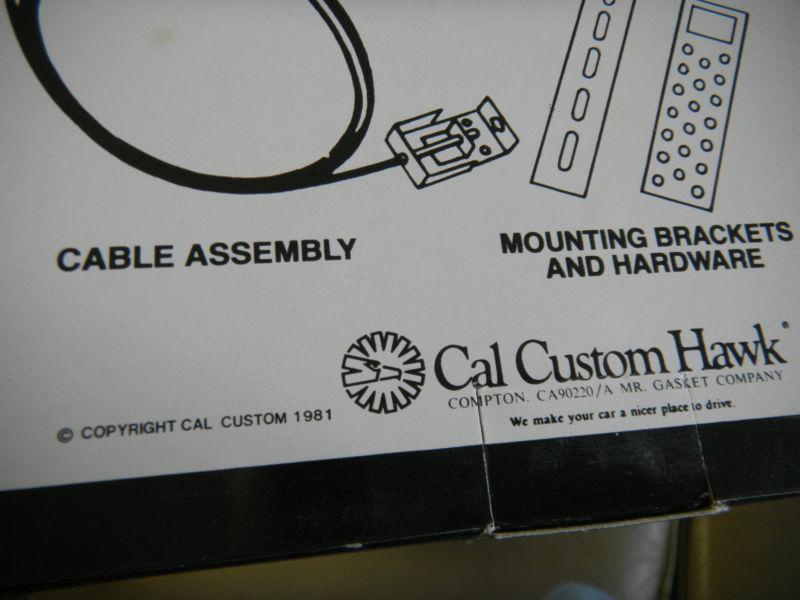 CABLE ASSEMBLY
MOUNTING BRACKETS
AND HARDWARE
Cal Custom Hawk
COMPTON, CA90220/A MR. GASKET COMPANY
We make your car a nicer place to drive.
© COPYRIGHT CAL CUSTOM 1981